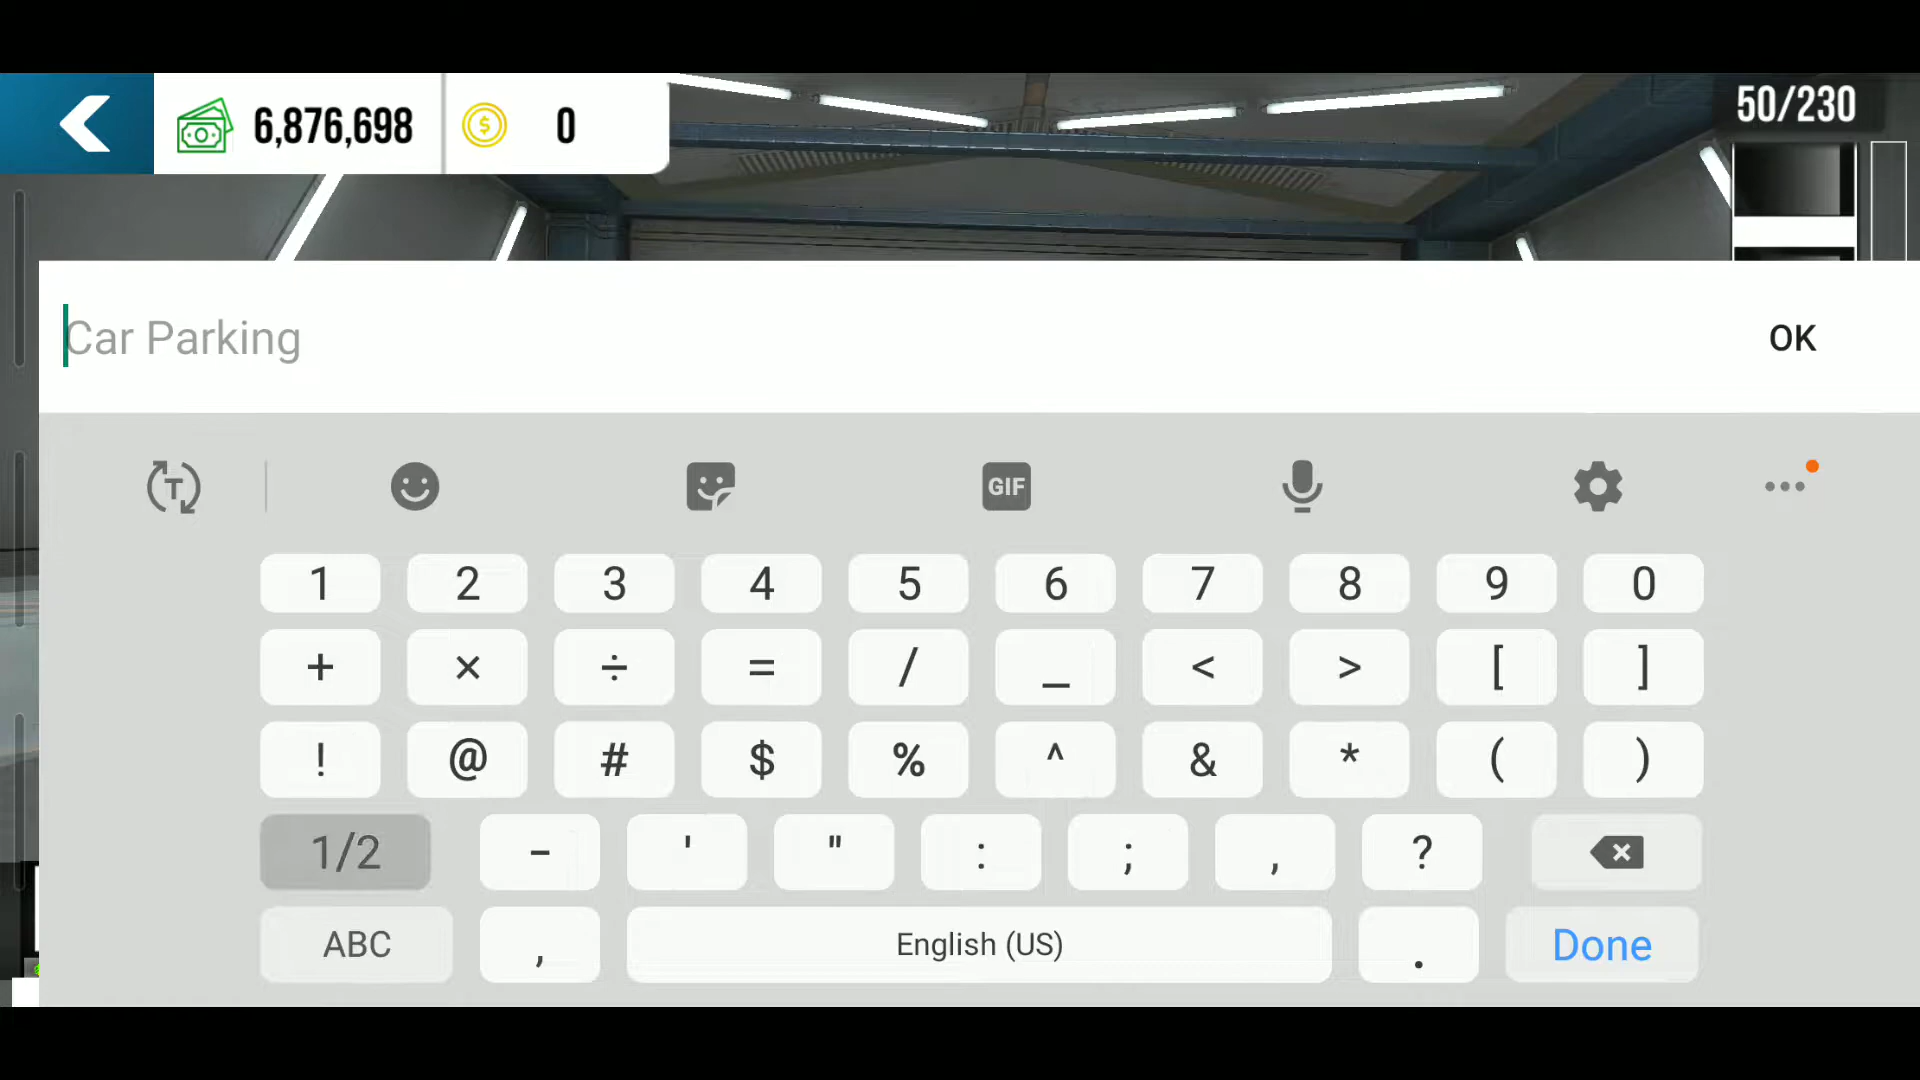 6,876,698 0
50/230
Car Parking
OK
GIF
1 2 3 4 5 6 7 8 9 0
+ × ÷ = / _ < > [ ]
! @ # $ % ^ & * ( )
1/2 - ' " : ; , ?
ABC , English (US) . Done